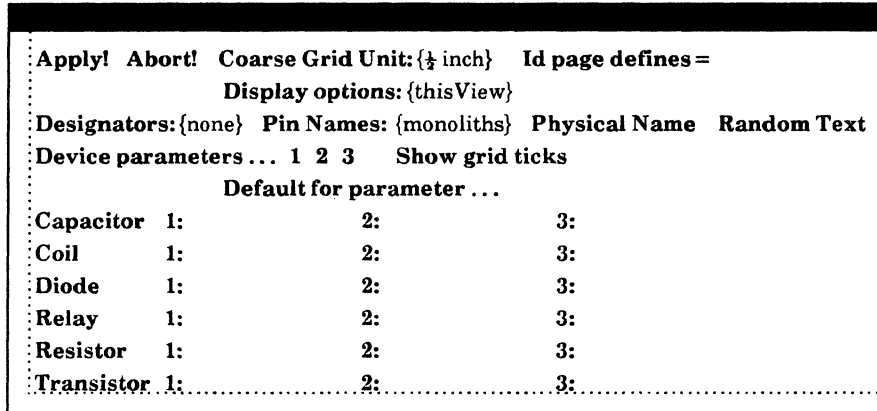 Apply! Abort! Coarse Grid Unit: {½ inch} Id page defines =
Display options: {thisView}
Designators: {none} Pin Names: {monoliths} Physical Name Random Text
Device parameters ... 1 2 3 Show grid ticks
Default for parameter ...
Capacitor 1: 2: 3:
Coil 1: 2: 3:
Diode 1: 2: 3:
Relay 1: 2: 3:
Resistor 1: 2: 3:
Transistor 1: 2: 3: